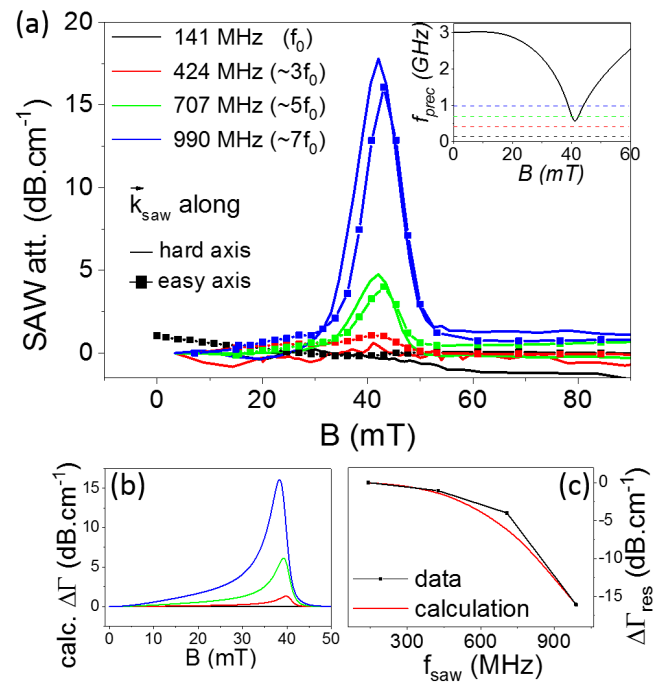 (a)
20
15
10
5
0
SAW att. (dB.cm⁻¹)
141 MHz (f₀)
424 MHz (~3f₀)
707 MHz (~5f₀)
990 MHz (~7f₀)
k⃗saw along
hard axis
easy axis
0 20 40 60 80
B (mT)
3
2
1
0
f_prec (GHz)
0 20 40 60
B (mT)
(b)
15
10
5
0
calc. ΔΓ (dB.cm⁻¹)
0 10 20 30 40 50
B (mT)
(c)
0
-5
-10
-15
ΔΓres (dB.cm⁻¹)
data
calculation
300 600 900
f_saw (MHz)